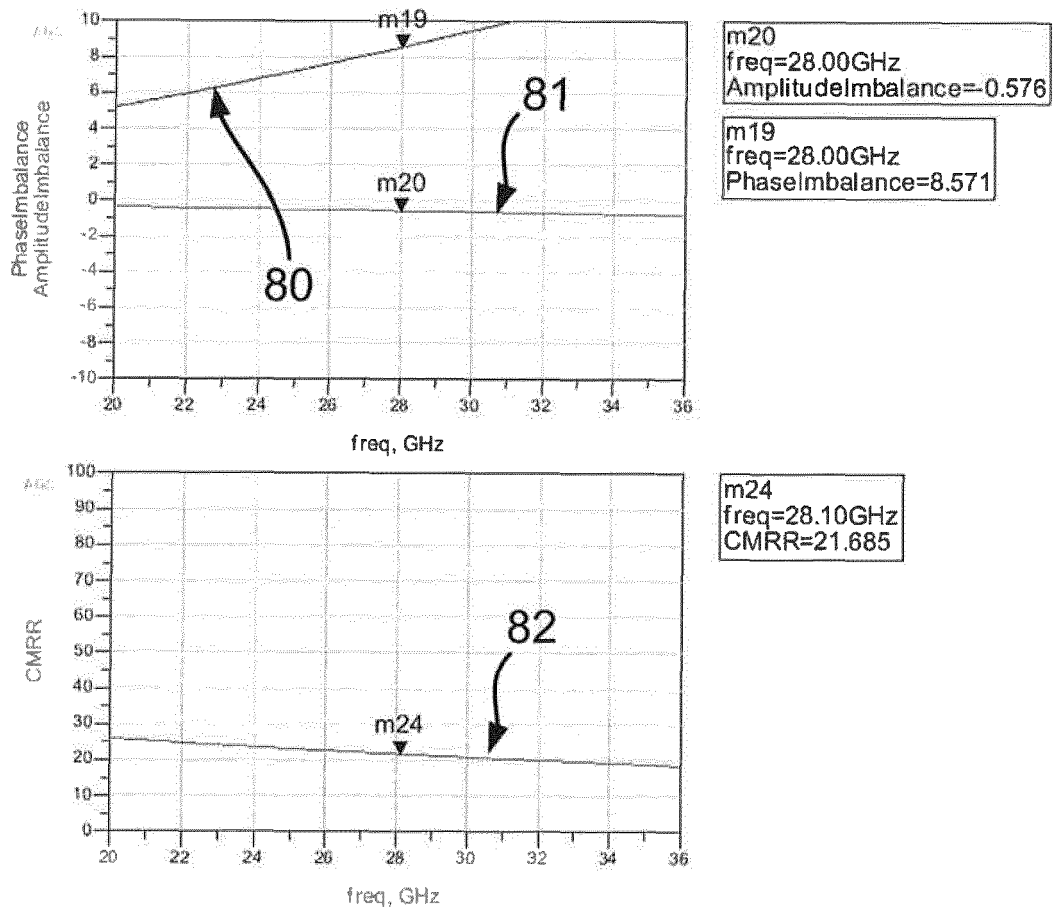 m19
81
m20
80
PhaseImbalance
AmplitudeImbalance
10
8
6
4
2
0
-2
-4
-6
-8
-10
20 22 24 26 28 30 32 34 36
freq, GHz
m20
freq=28.00GHz
AmplitudeImbalance=-0.576
m19
freq=28.00GHz
PhaseImbalance=8.571
82
m24
CMRR
100
90
80
70
60
50
40
30
20
10
0
20 22 24 26 28 30 32 34 36
freq, GHz
m24
freq=28.10GHz
CMRR=21.685